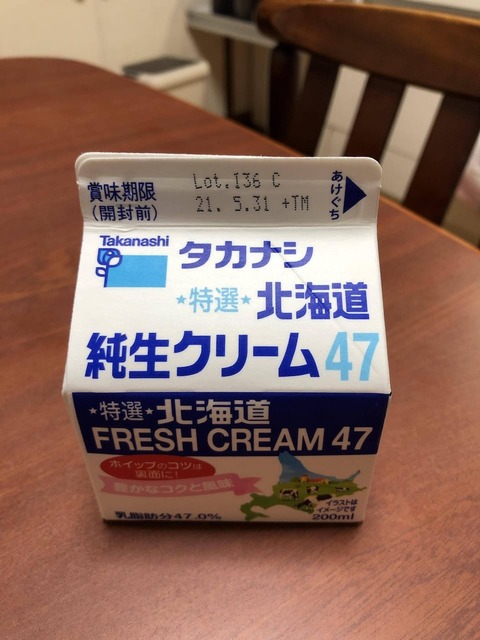 賞味期限
(開封前)
Lot.I36 C
21. 5.31 +TM
あけぐち
Takanashi
タカナシ
★特選★北海道
純生クリーム47
★特選★北海道
FRESH CREAM 47
ホイップのコツは
裏面に!
豊かなコクと風味
イラストは
イメージです
乳脂肪分47.0%
200ml